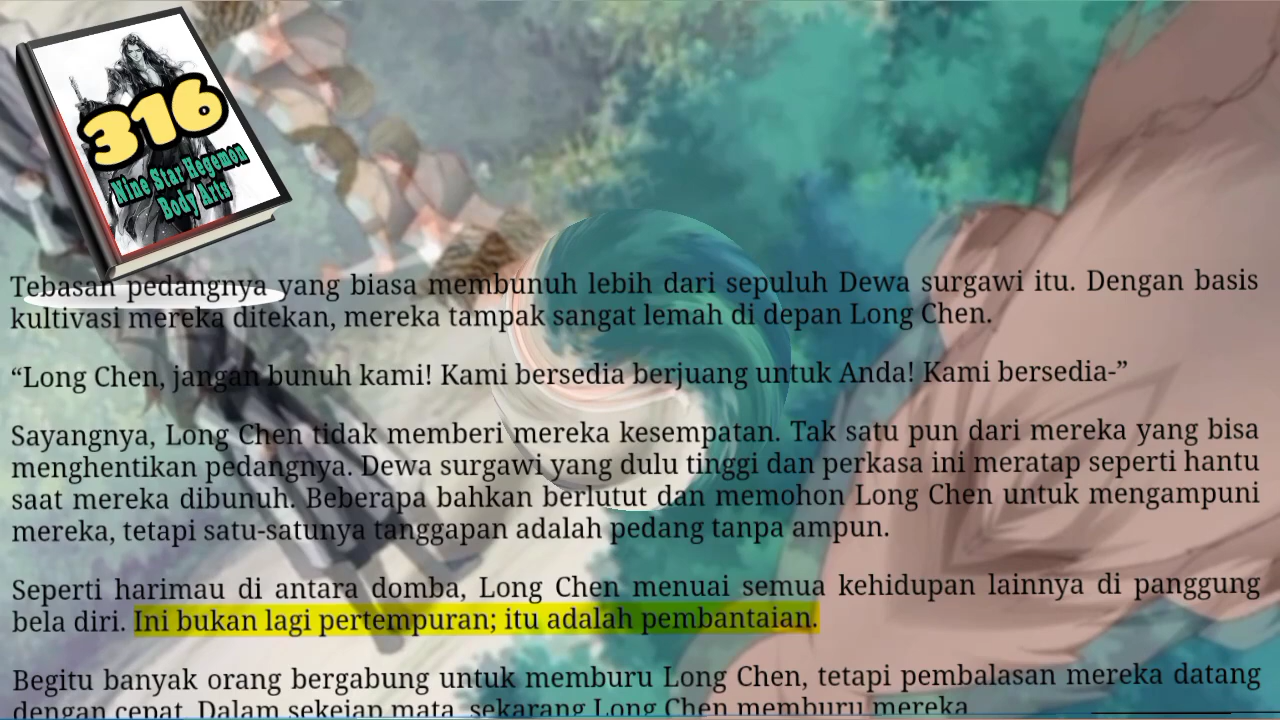 316
Nine Star Hegemon
Body Arts
Tebasan pedangnya yang biasa membunuh lebih dari sepuluh Dewa surgawi itu. Dengan basis
kultivasi mereka ditekan, mereka tampak sangat lemah di depan Long Chen.
“Long Chen, jangan bunuh kami! Kami bersedia berjuang untuk Anda! Kami bersedia-”
Sayangnya, Long Chen tidak memberi mereka kesempatan. Tak satu pun dari mereka yang bisa
menghentikan pedangnya. Dewa surgawi yang dulu tinggi dan perkasa ini meratap seperti hantu
saat mereka dibunuh. Beberapa bahkan berlutut dan memohon Long Chen untuk mengampuni
mereka, tetapi satu-satunya tanggapan adalah pedang tanpa ampun.
Seperti harimau di antara domba, Long Chen menuai semua kehidupan lainnya di panggung
bela diri. Ini bukan lagi pertempuran; itu adalah pembantaian.
Begitu banyak orang bergabung untuk memburu Long Chen, tetapi pembalasan mereka datang
dengan cepat. Dalam sekejap mata, sekarang Long Chen memburu mereka.